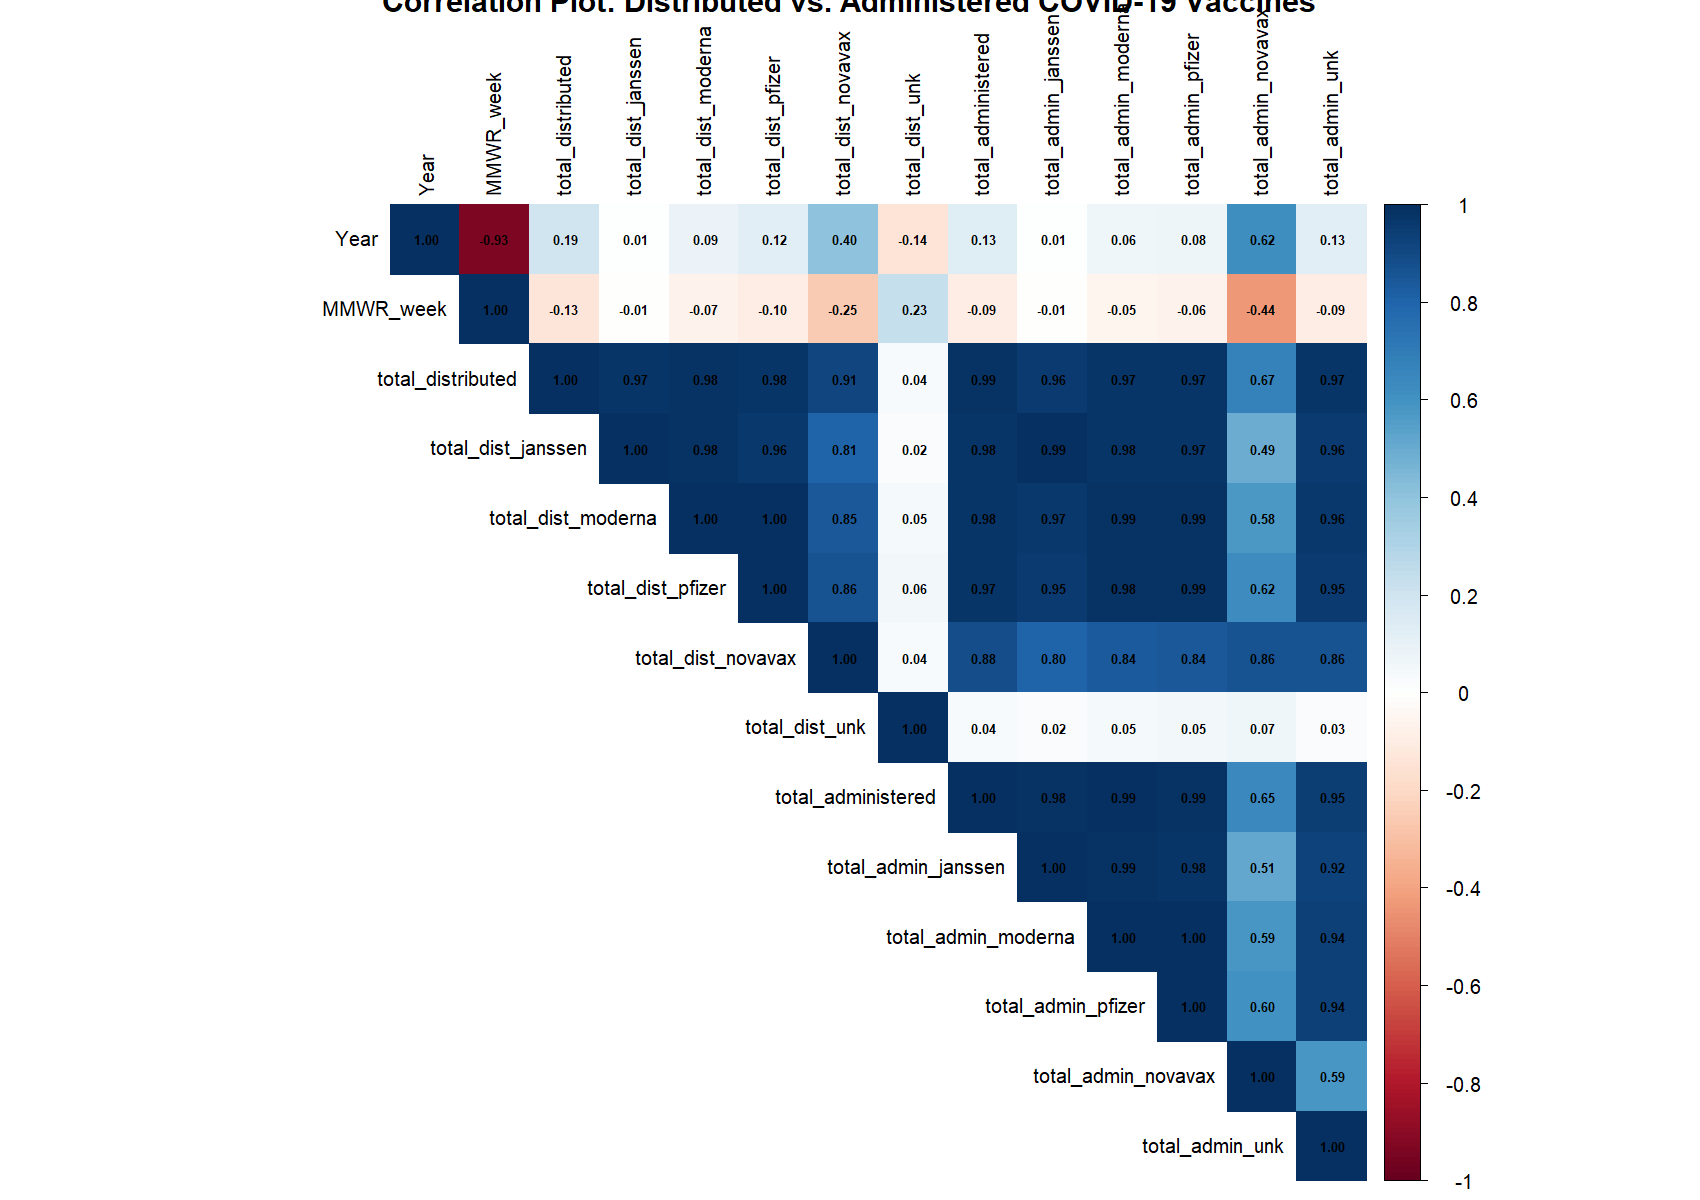 Correlation Plot: Distributed vs. Administered COVID-19 Vaccines
Year
MMWR_week
total_distributed
total_dist_janssen
total_dist_moderna
total_dist_pfizer
total_dist_novavax
total_dist_unk
total_administered
total_admin_janssen
total_admin_moderna
total_admin_pfizer
total_admin_novavax
total_admin_unk
Year 1.00 -0.93 0.19 0.01 0.09 0.12 0.40 -0.14 0.13 0.01 0.06 0.08 0.62 0.13
MMWR_week 1.00 -0.13 -0.01 -0.07 -0.10 -0.25 0.23 -0.09 -0.01 -0.05 -0.06 -0.44 -0.09
total_distributed 1.00 0.97 0.98 0.98 0.91 0.04 0.99 0.96 0.97 0.97 0.67 0.97
total_dist_janssen 1.00 0.98 0.96 0.81 0.02 0.98 0.99 0.98 0.97 0.49 0.96
total_dist_moderna 1.00 1.00 0.85 0.05 0.98 0.97 0.99 0.99 0.58 0.96
total_dist_pfizer 1.00 0.86 0.06 0.97 0.95 0.98 0.99 0.62 0.95
total_dist_novavax 1.00 0.04 0.88 0.80 0.84 0.84 0.86 0.86
total_dist_unk 1.00 0.04 0.02 0.05 0.05 0.07 0.03
total_administered 1.00 0.98 0.99 0.99 0.65 0.95
total_admin_janssen 1.00 0.99 0.98 0.51 0.92
total_admin_moderna 1.00 1.00 0.59 0.94
total_admin_pfizer 1.00 0.60 0.94
total_admin_novavax 1.00 0.59
total_admin_unk 1.00
1
0.8
0.6
0.4
0.2
0
-0.2
-0.4
-0.6
-0.8
-1